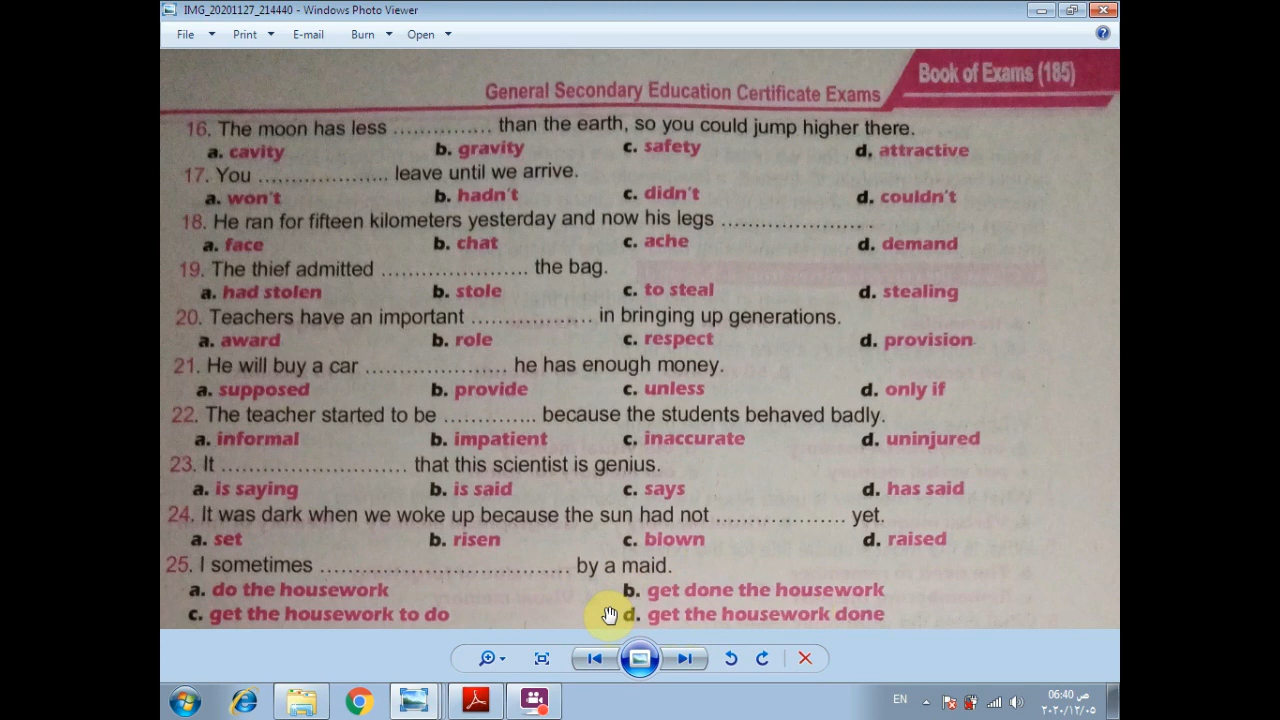 IMG_20201127_214440 - Windows Photo Viewer
File Print E-mail Burn Open
Book of Exams (185)
General Secondary Education Certificate Exams
16. The moon has less ............... than the earth, so you could jump higher there.
a. cavity b. gravity c. safety d. attractive
17. You .................... leave until we arrive.
a. won't b. hadn't c. didn't d. couldn't
18. He ran for fifteen kilometers yesterday and now his legs ......................
a. face b. chat c. ache d. demand
19. The thief admitted ....................... the bag.
a. had stolen b. stole c. to steal d. stealing
20. Teachers have an important ................... in bringing up generations.
a. award b. role c. respect d. provision
21. He will buy a car ...................... he has enough money.
a. supposed b. provide c. unless d. only if
22. The teacher started to be .............. because the students behaved badly.
a. informal b. impatient c. inaccurate d. uninjured
23. It ............................. that this scientist is genius.
a. is saying b. is said c. says d. has said
24. It was dark when we woke up because the sun had not .................... yet.
a. set b. risen c. blown d. raised
25. I sometimes ....................................... by a maid.
a. do the housework b. get done the housework
c. get the housework to do d. get the housework done
EN
06:40 ص
٢٠٢٠/١٢/٠٥